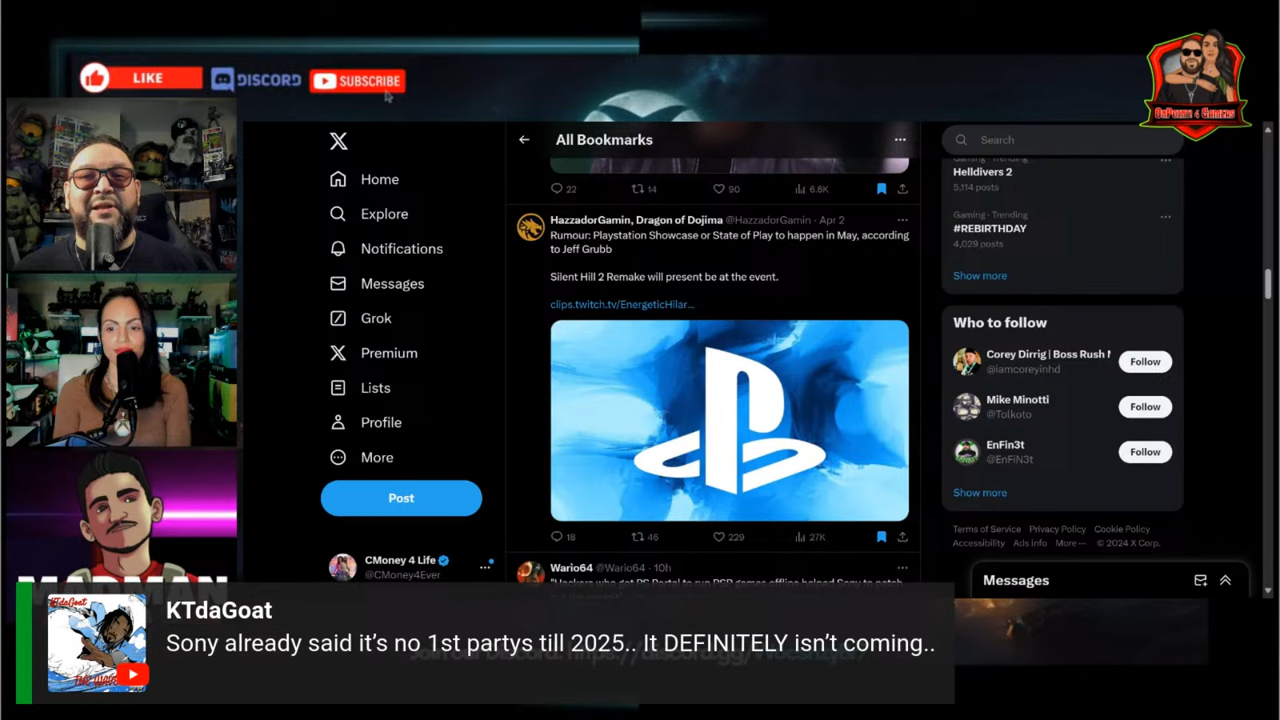 LIKE
DISCORD
SUBSCRIBE
OnPoint 4 Gamers
Home
Explore
Notifications
Messages
Grok
Premium
Lists
Profile
More
Post
CMoney 4 Life
@CMoney4Ever
All Bookmarks
22 14 90 6.6K
HazzadorGamin, Dragon of Dojima @HazzadorGamin · Apr 2
Rumour: Playstation Showcase or State of Play to happen in May, according
to Jeff Grubb
Silent Hill 2 Remake will present be at the event.
clips.twitch.tv/EnergeticHilar...
18 46 229 27K
Wario64 @Wario64 · 10h
Search
Gaming · Trending
Helldivers 2
5,114 posts
Gaming · Trending
#REBIRTHDAY
4,029 posts
Show more
Who to follow
Corey Dirrig | Boss Rush
@iamcoreyinhd
Follow
Mike Minotti
@Tolkoto
Follow
EnFin3t
@EnFiN3t
Follow
Show more
Terms of Service Privacy Policy Cookie Policy
Accessibility Ads info More ··· © 2024 X Corp.
Messages
MADMAN
KTdaGoat
Sony already said it’s no 1st partys till 2025.. It DEFINITELY isn’t coming..